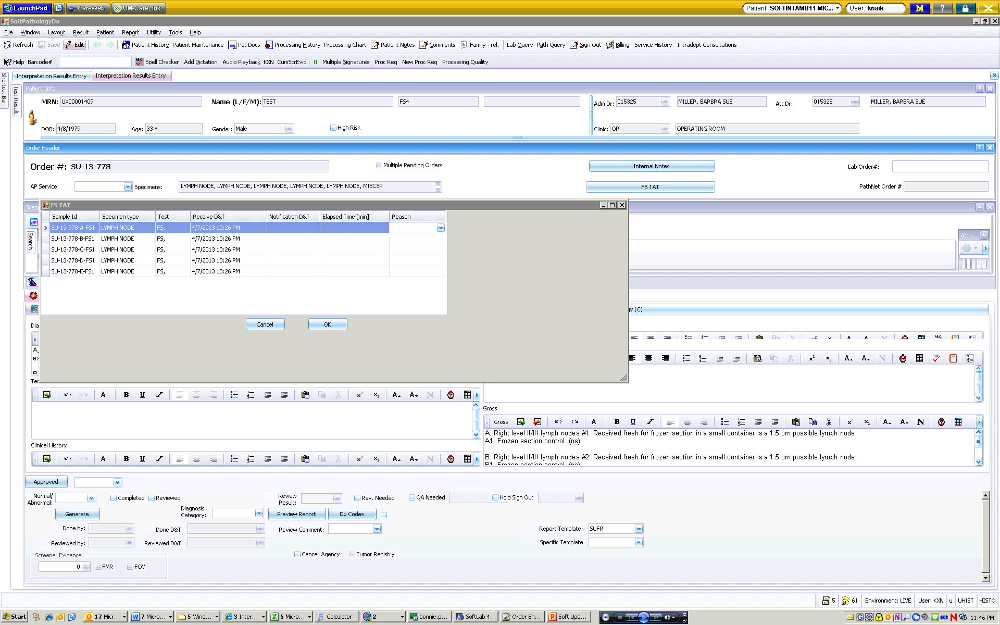 LaunchPad CareWeb UM-CareLink Patient: SOFTINTAMB11 MIC... User: knaik M ?
SoftPathologyDx
File Window Layout Result Patient Report Utility Tools Help
Refresh Save Edit Patient History Patient Maintenance Pat Docs Processing History Processing Chart Patient Notes Comments Family - rel. Lab Query Path Query Sign Out Billing Service History Intradept Consultations
Help Barcode# : Spell Checker Add Dictation Audio Playback KXN CumScrEvid : 0 Multiple Signatures Proc Req New Proc Req Processing Quality
Shortcut Bar
Test Result
Interpretation Results Entry Interpretation Results Entry
Patient Info
MRN: UX00001409 Name (L/F/M): TEST FS4 Adm Dr: 015325 MILLER, BARBRA SUE Att Dr: 015325 MILLER, BARBRA SUE
DOB: 4/8/1979 Age: 33 Y Gender: Male High Risk Clinic: OR OPERATING ROOM
Order Header
Order #: SU-13-778 Multiple Pending Orders Internal Notes Lab Order#:
AP Service: Specimens: LYMPH NODE, LYMPH NODE, LYMPH NODE, LYMPH NODE, LYMPH NODE, MISCSP FS TAT PathNet Order #
Scan
FS TAT
Sample Id Specimen type Test Receive D&T Notification D&T Elapsed Time [min] Reason
SU-13-778-A-FS1 LYMPH NODE FS, 4/7/2013 10:26 PM
SU-13-778-B-FS1 LYMPH NODE FS, 4/7/2013 10:26 PM
SU-13-778-C-FS1 LYMPH NODE FS, 4/7/2013 10:26 PM
SU-13-778-D-FS1 LYMPH NODE FS, 4/7/2013 10:26 PM
SU-13-778-E-FS1 LYMPH NODE FS, 4/7/2013 10:26 PM
Search
Attri...
Cancel OK
gy (C)
Dia
A.
ex
Gross
Gross
A. Right level II/III lymph nodes #1: Received fresh for frozen section in a small container is a 1.5 cm possible lymph node.
A1. Frozen section control. (ns)
B. Right level II/III lymph nodes #2: Received fresh for frozen section in a small container is a 1.5 cm possible lymph node.
B1. Frozen section control. (ns)
Clinical History
Approved
Normal/ Abnormal: Completed Reviewed Review Result: Rev. Needed QA Needed Hold Sign Out
Generate Diagnosis Category: Preview Report Dx Codes
Done by: Done D&T: Review Comment: Report Template: SUFR
Reviewed by: Reviewed D&T: Specific Template
Screener Evidence Cancer Agency Tumor Registry
0 FMR FOV
5 61 Environment: LIVE User: KXN u UHIST HISTO
Start 17 Micr... 7 Micro... 5 Wind... 3 Inter... 5 Micro... Calculator 2 bonnie.p... SoftLab 4... Order En... Soft Upd... 11:46 PM